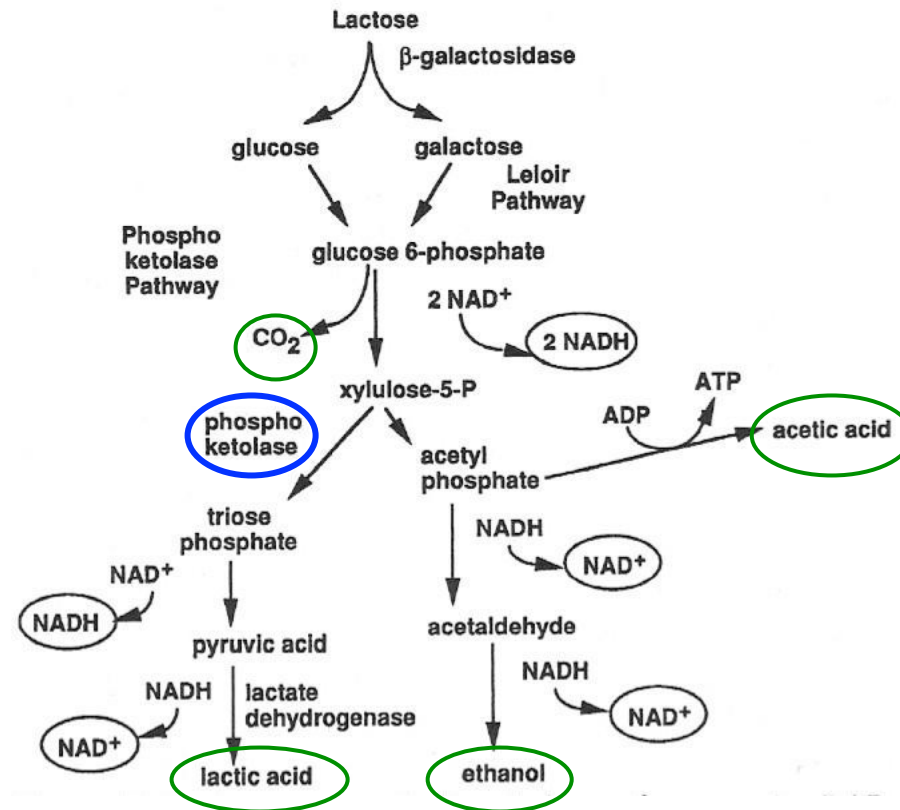 Lactose
β-galactosidase
glucose
galactose
Leloir
Pathway
Phospho
ketolase
Pathway
glucose 6-phosphate
2 NAD+
CO2
2 NADH
xylulose-5-P
ATP
phospho
ketolase
ADP
acetic acid
acetyl
phosphate
triose
phosphate
NADH
NAD+
NAD+
NADH
acetaldehyde
pyruvic acid
NADH
NADH
lactate
dehydrogenase
NAD+
NAD+
lactic acid
ethanol